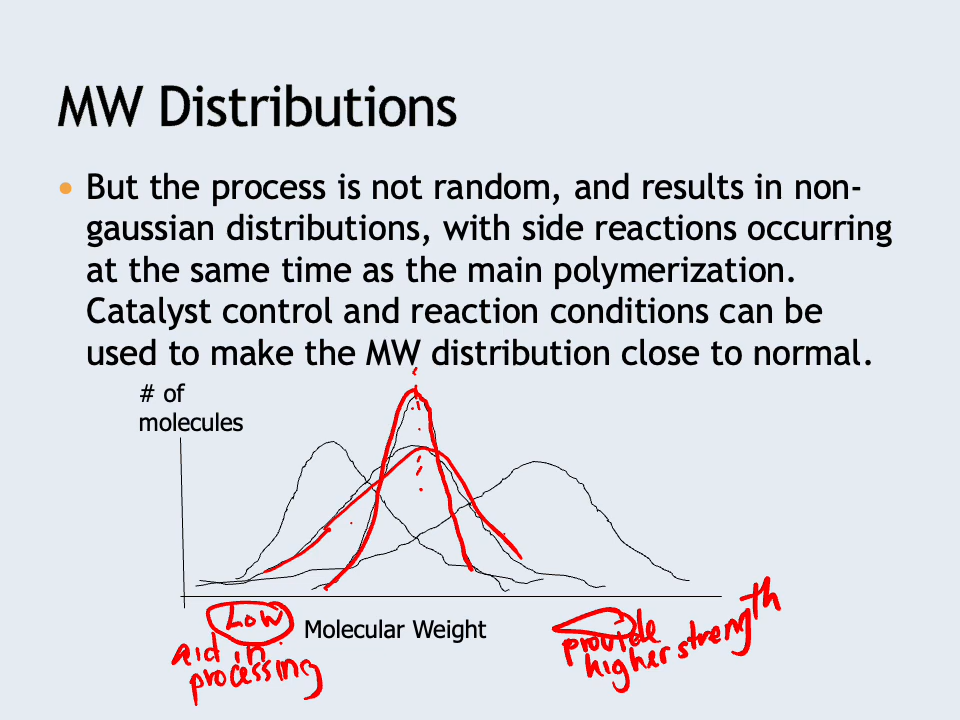 MW Distributions
• But the process is not random, and results in non-
gaussian distributions, with side reactions occurring
at the same time as the main polymerization.
Catalyst control and reaction conditions can be
used to make the MW distribution close to normal.
# of
molecules
Molecular Weight
Low
aid in
processing
provide
higher strength